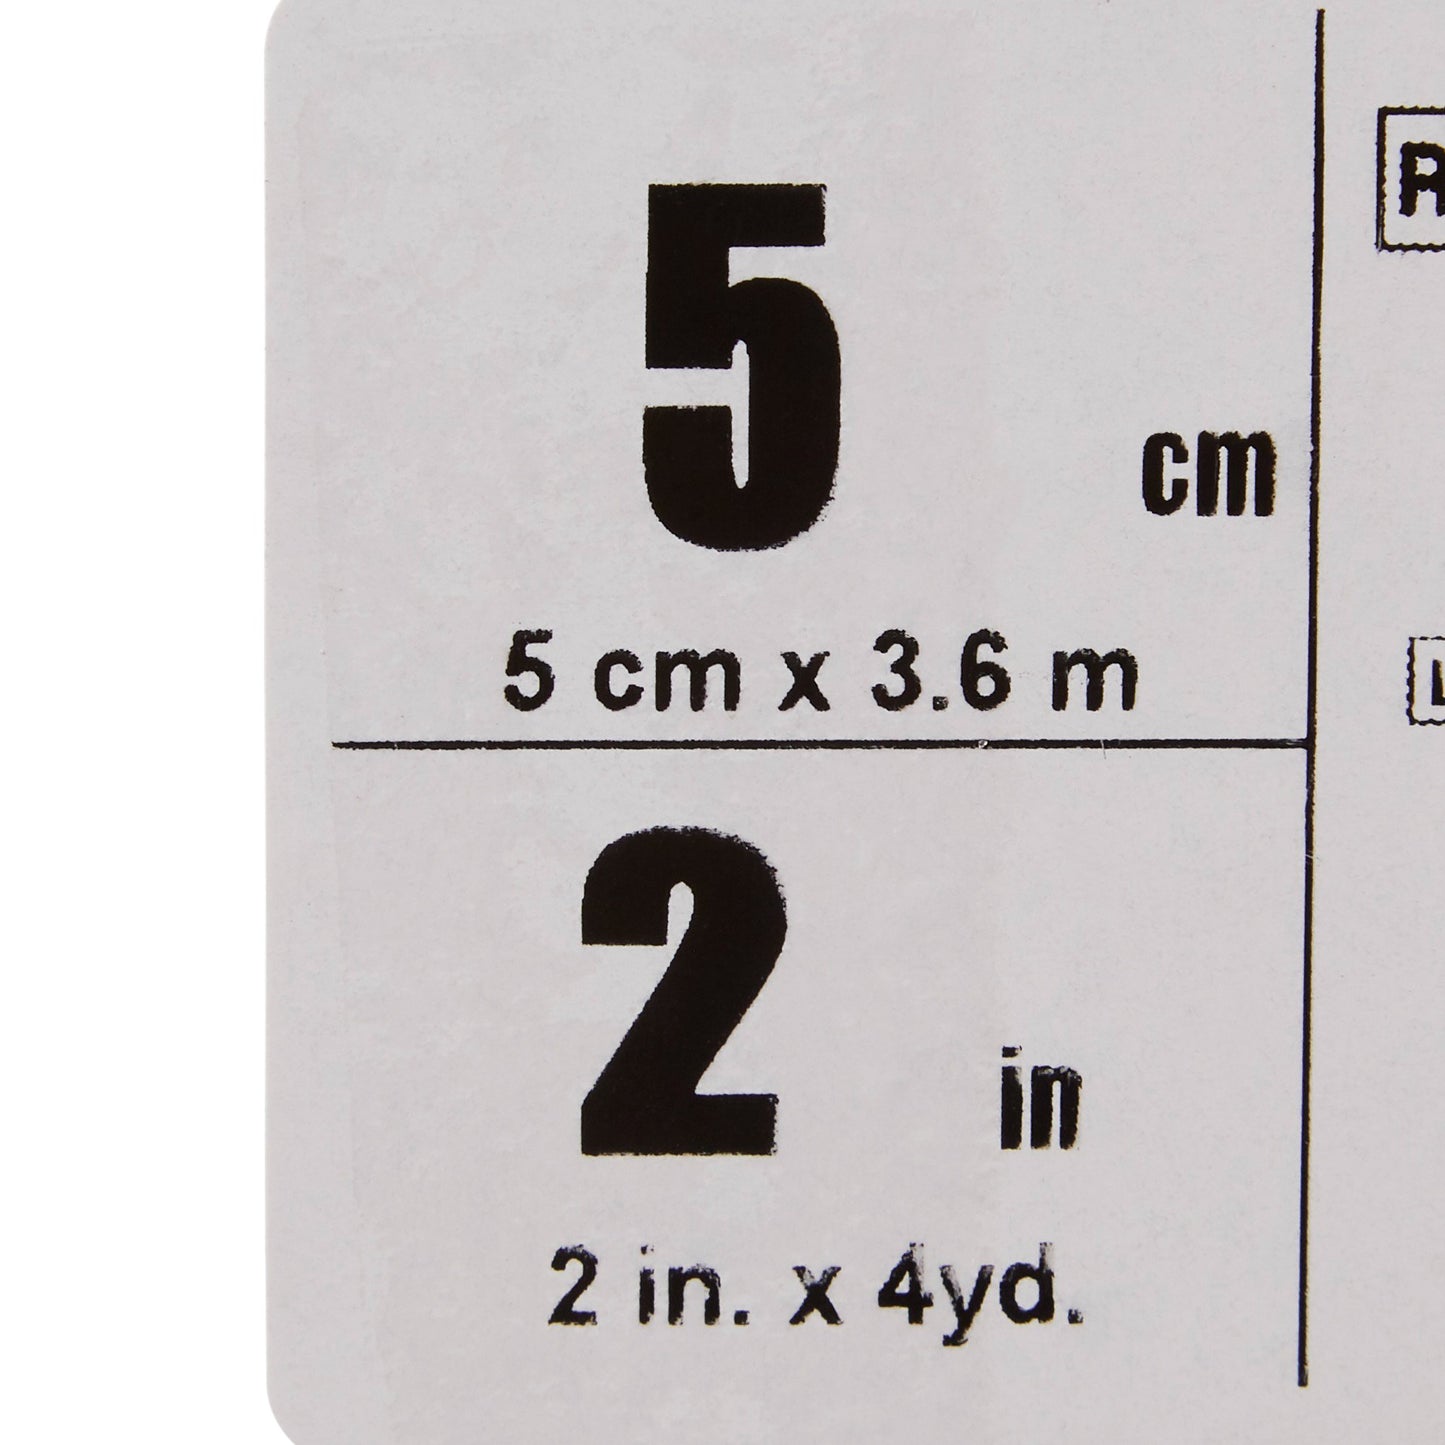 5 cm
5 cm x 3.6 m
2 in
2 in. x 4yd.